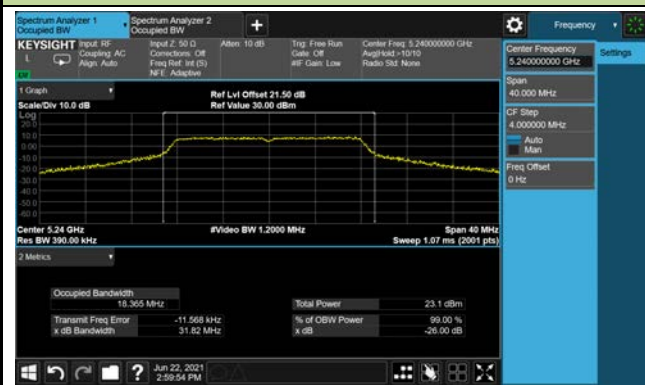 Spectrum Analyzer 1
Occupied BW
Spectrum Analyzer 2
Occupied BW
+
Frequency
KEYSIGHT
L
Input: RF
Coupling: AC
Align: Auto
Input Z: 50 Ω
Corrections: Off
Freq Ref: Int (S)
NFE: Adaptive
Atten: 10 dB
Trig: Free Run
Gate: Off
#IF Gain: Low
Center Freq: 5.240000000 GHz
Avg|Hold:>10/10
Radio Std: None
Center Frequency
5.240000000 GHz
Settings
Span
40.000 MHz
CF Step
4.000000 MHz
Auto
Man
Freq Offset
0 Hz
1 Graph
Scale/Div 10.0 dB
Ref Lvl Offset 21.50 dB
Ref Value 30.00 dBm
Log
20.0
10.0
0.00
-10.0
-20.0
-30.0
-40.0
-50.0
-60.0
Center 5.24 GHz
Res BW 390.00 kHz
#Video BW 1.2000 MHz
Span 40 MHz
Sweep 1.07 ms (2001 pts)
2 Metrics
Occupied Bandwidth
18.365 MHz
Total Power 23.1 dBm
Transmit Freq Error -11.568 kHz
% of OBW Power 99.00 %
x dB Bandwidth 31.82 MHz
x dB -26.00 dB
?
Jun 22, 2021
2:59:54 PM